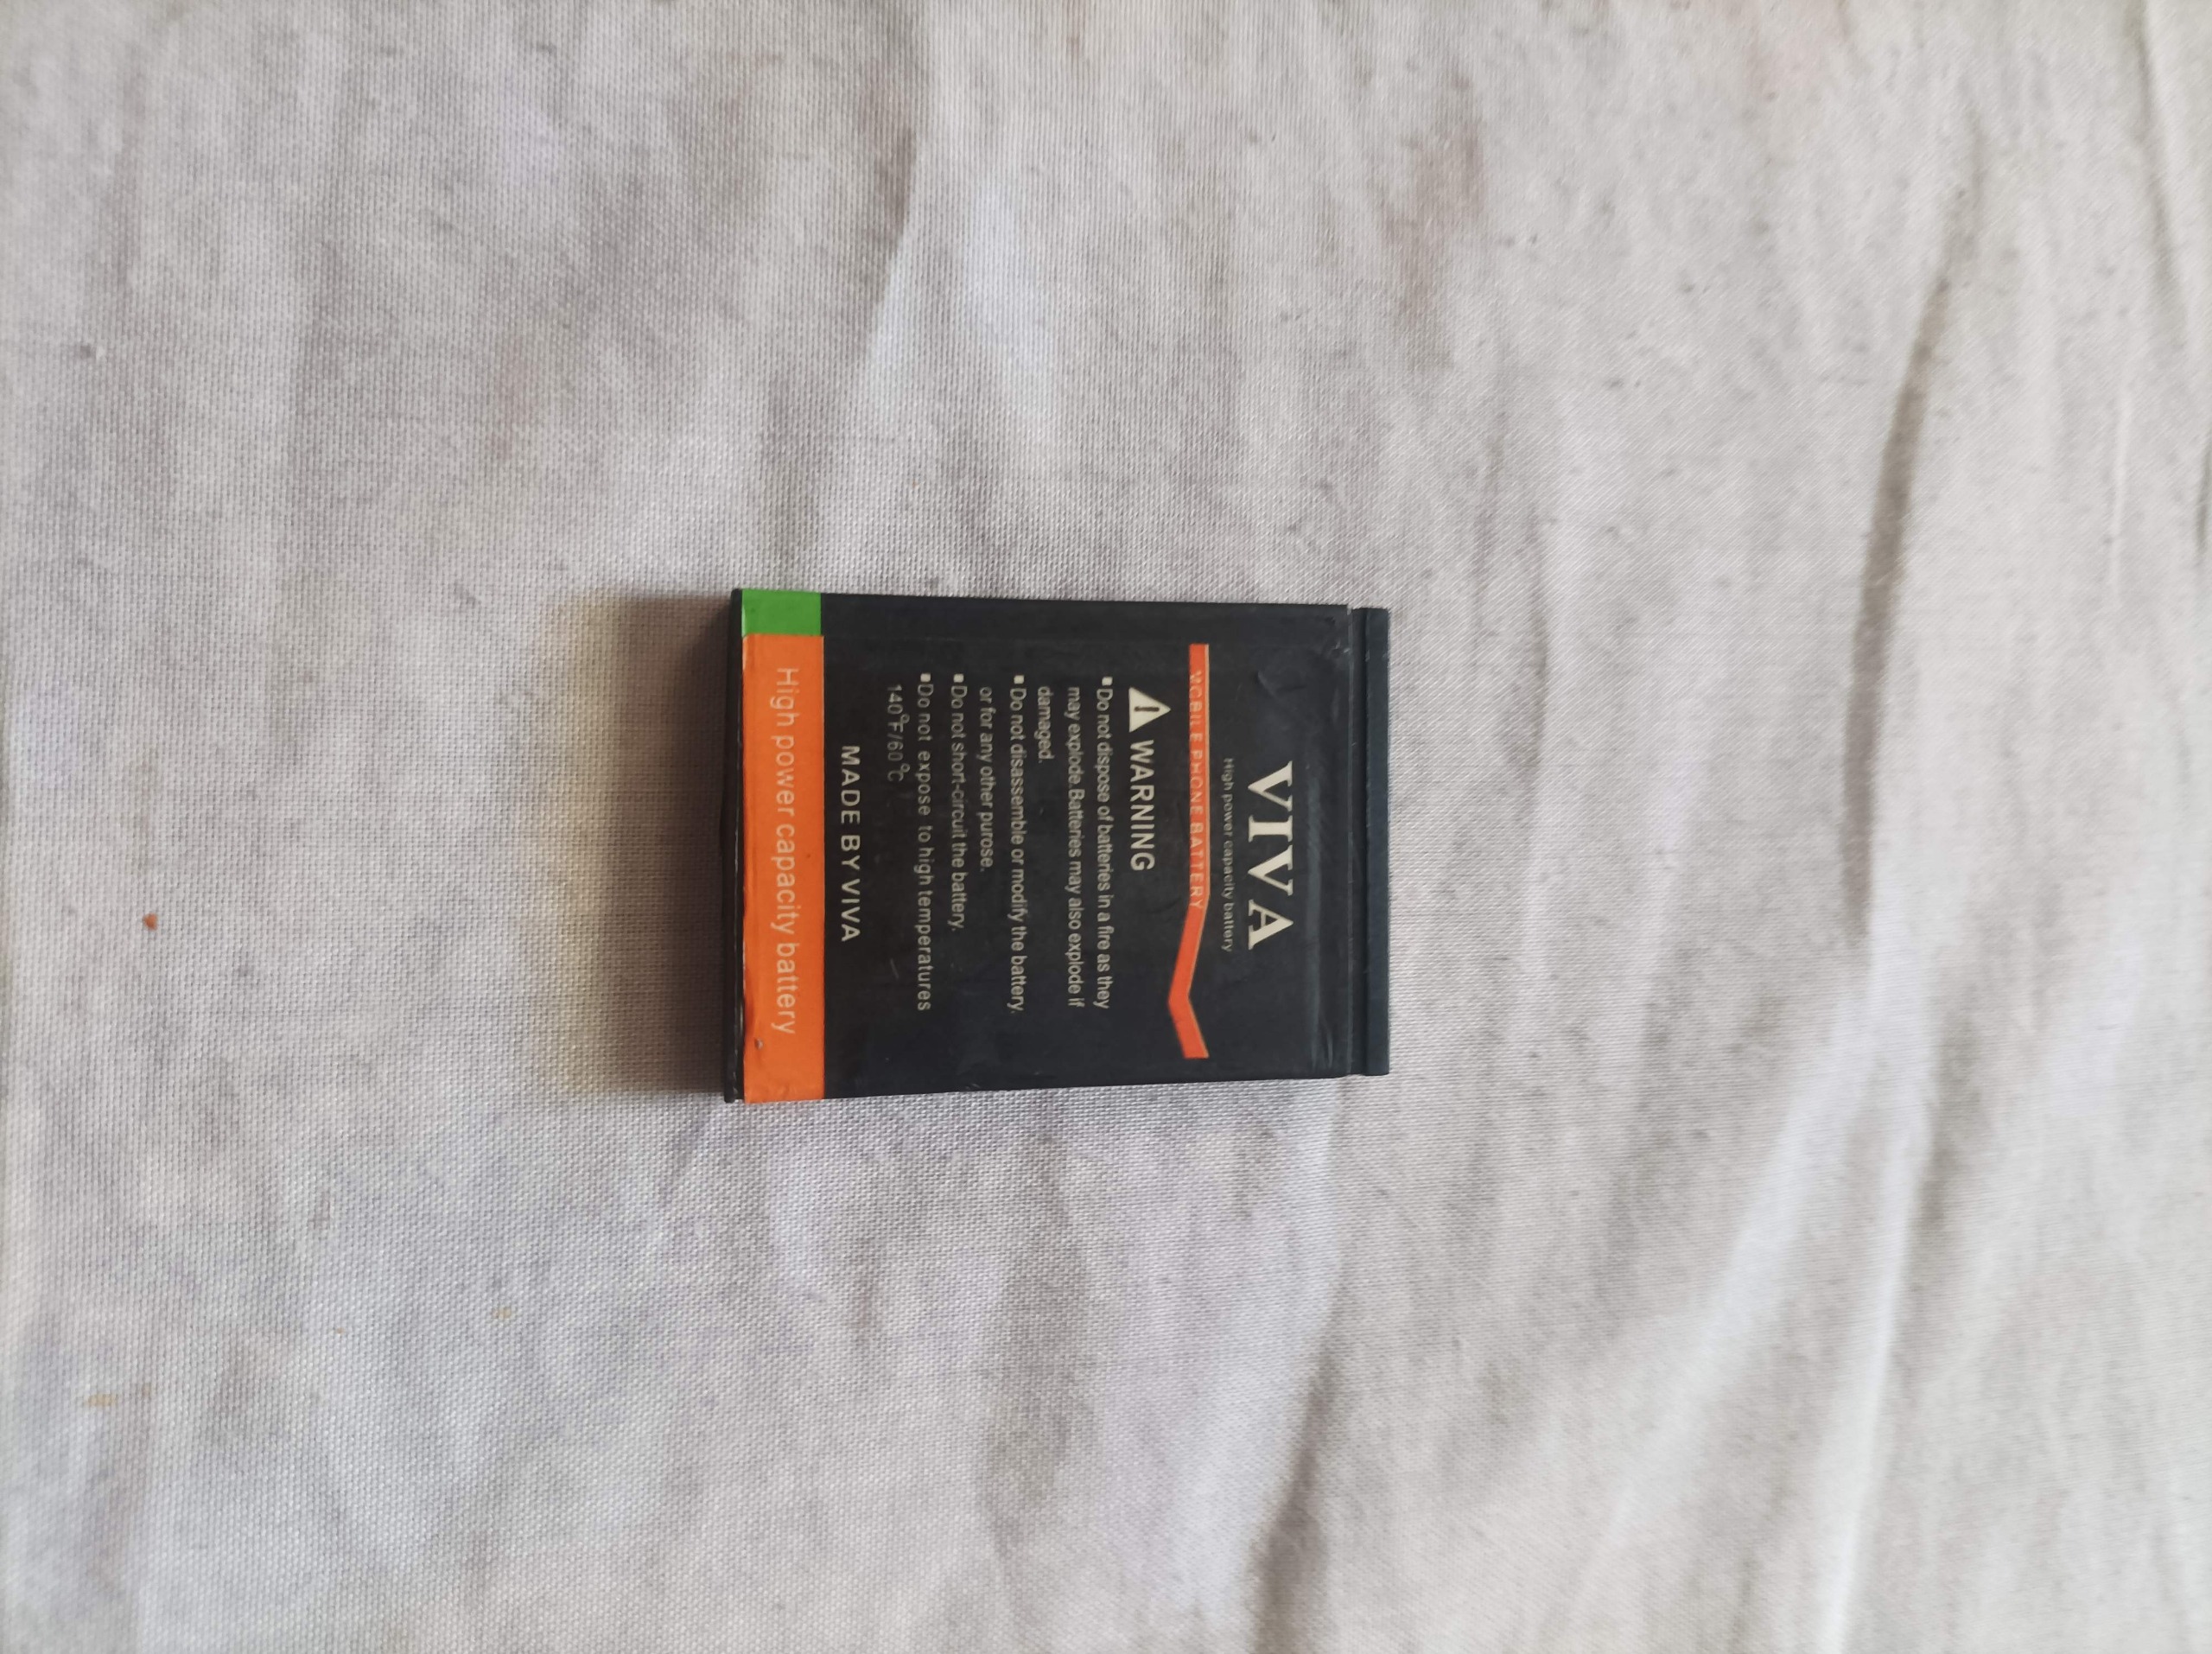 VIVA
High power capacity battery
MOBILE PHONE BATTERY
WARNING
▪Do not dispose of batteries in a fire as they
may explode. Batteries may also explode if
damaged.
▪Do not disassemble or modify the battery.
or for any other purose.
▪Do not short-circuit the battery.
▪Do not expose to high temperatures
140°F/60°C
MADE BY VIVA
High power capacity battery